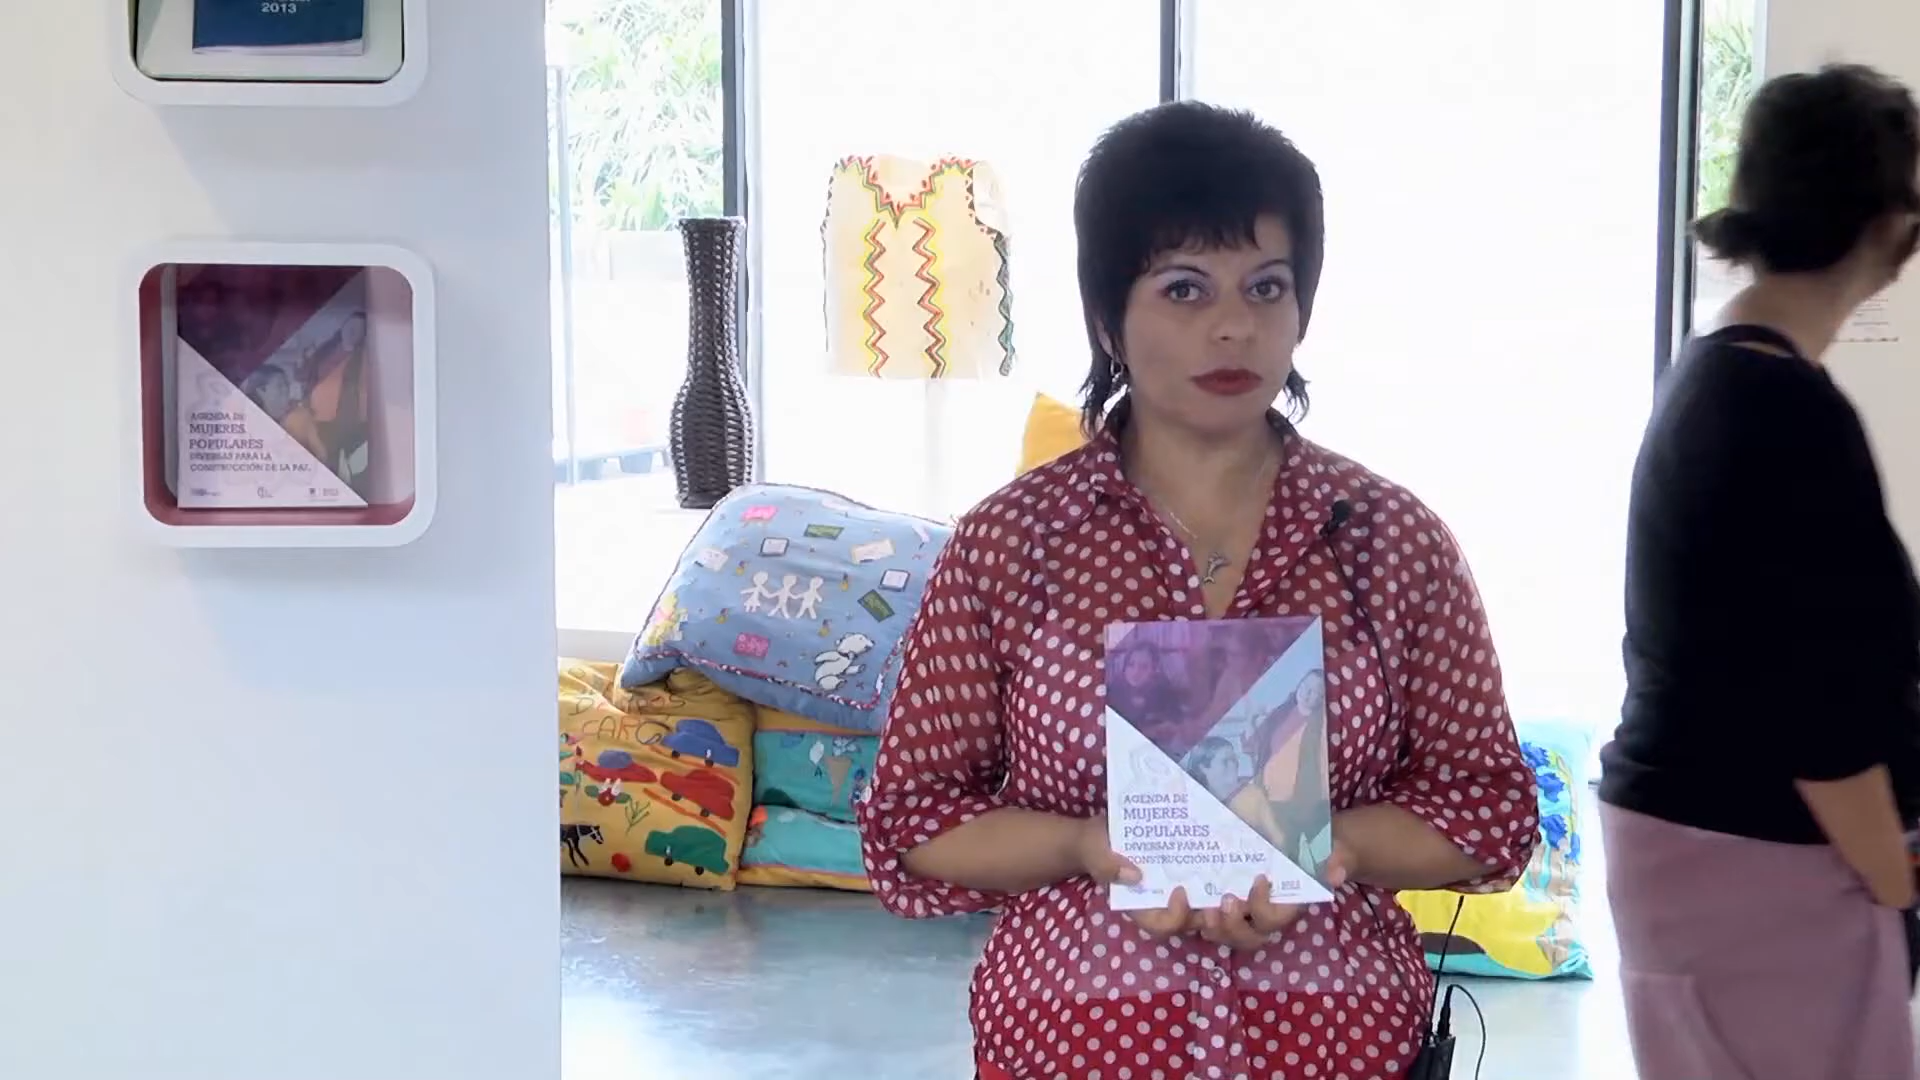 2013
AGENDA DE
MUJERES
POPULARES
DIVERSAS PARA LA
CONSTRUCCIÓN DE LA PAZ
AGENDA DE
MUJERES
POPULARES
DIVERSAS PARA LA
CONSTRUCCIÓN DE LA PAZ